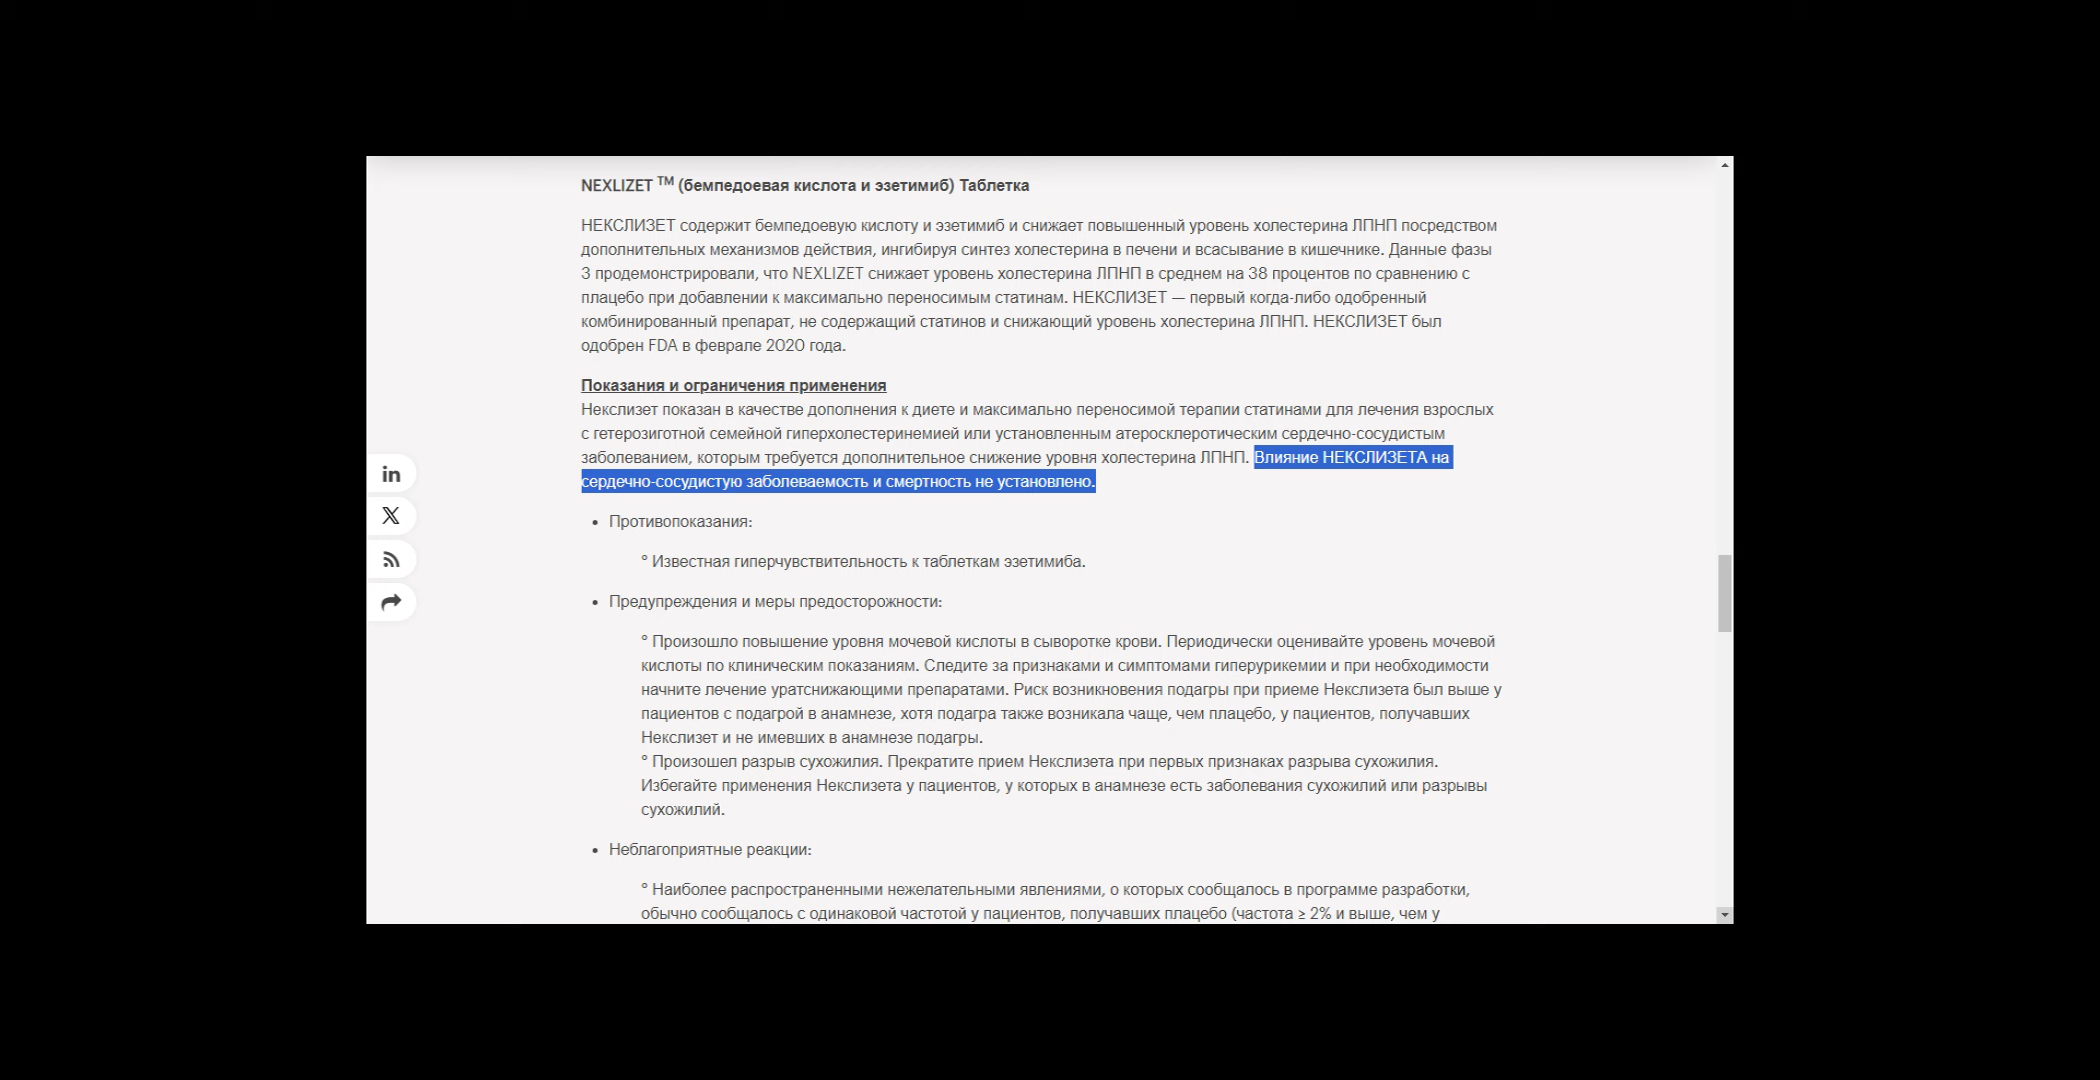 NEXLIZET ™ (бемпедоевая кислота и эзетимиб) Таблетка
НЕКСЛИЗЕТ содержит бемпедоевую кислоту и эзетимиб и снижает повышенный уровень холестерина ЛПНП посредством
дополнительных механизмов действия, ингибируя синтез холестерина в печени и всасывание в кишечнике. Данные фазы
3 продемонстрировали, что NEXLIZET снижает уровень холестерина ЛПНП в среднем на 38 процентов по сравнению с
плацебо при добавлении к максимально переносимым статинам. НЕКСЛИЗЕТ — первый когда-либо одобренный
комбинированный препарат, не содержащий статинов и снижающий уровень холестерина ЛПНП. НЕКСЛИЗЕТ был
одобрен FDA в феврале 2020 года.
Показания и ограничения применения
Некслизет показан в качестве дополнения к диете и максимально переносимой терапии статинами для лечения взрослых
с гетерозиготной семейной гиперхолестеринемией или установленным атеросклеротическим сердечно-сосудистым
заболеванием, которым требуется дополнительное снижение уровня холестерина ЛПНП. Влияние НЕКСЛИЗЕТА на
сердечно-сосудистую заболеваемость и смертность не установлено.
• Противопоказания:
° Известная гиперчувствительность к таблеткам эзетимиба.
• Предупреждения и меры предосторожности:
° Произошло повышение уровня мочевой кислоты в сыворотке крови. Периодически оценивайте уровень мочевой
кислоты по клиническим показаниям. Следите за признаками и симптомами гиперурикемии и при необходимости
начните лечение уратснижающими препаратами. Риск возникновения подагры при приеме Некслизета был выше у
пациентов с подагрой в анамнезе, хотя подагра также возникала чаще, чем плацебо, у пациентов, получавших
Некслизет и не имевших в анамнезе подагры.
° Произошел разрыв сухожилия. Прекратите прием Некслизета при первых признаках разрыва сухожилия.
Избегайте применения Некслизета у пациентов, у которых в анамнезе есть заболевания сухожилий или разрывы
сухожилий.
• Неблагоприятные реакции:
° Наиболее распространенными нежелательными явлениями, о которых сообщалось в программе разработки,
обычно сообщалось с одинаковой частотой у пациентов, получавших плацебо (частота ≥ 2% и выше, чем у